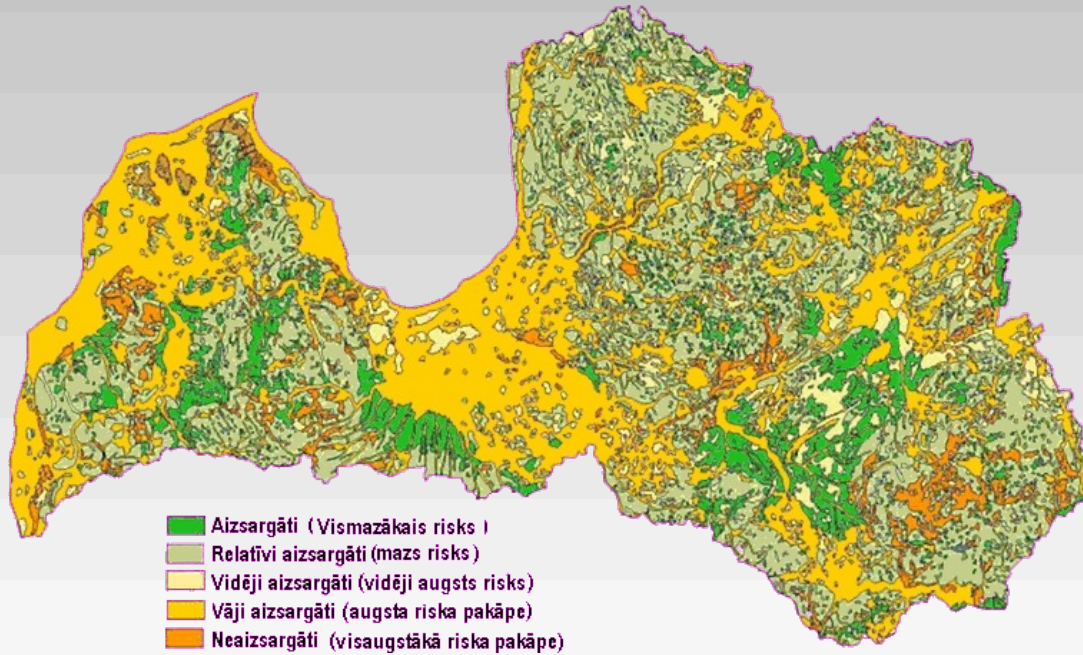 Aizsargāti (Vismazākais risks )
Relatīvi aizsargāti (mazs risks)
Vidēji aizsargāti (vidēji augsts risks)
Vāji aizsargāti (augsta riska pakāpe)
Neaizsargāti (visaugstākā riska pakāpe)